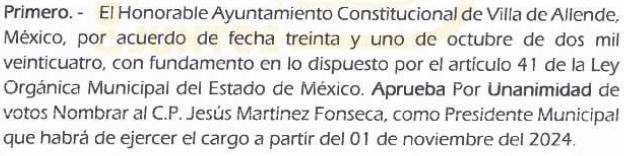 Primero. - El Honorable Ayuntamiento Constitucional de Villa de Allende,
México, por acuerdo de fecha treinta y uno de octubre de dos mil
veinticuatro, con fundamento en lo dispuesto por el artículo 41 de la Ley
Orgánica Municipal del Estado de México. Aprueba Por Unanimidad de
votos Nombrar al C.P. Jesús Martínez Fonseca, como Presidente Municipal
que habrá de ejercer el cargo a partir del 01 de noviembre del 2024.